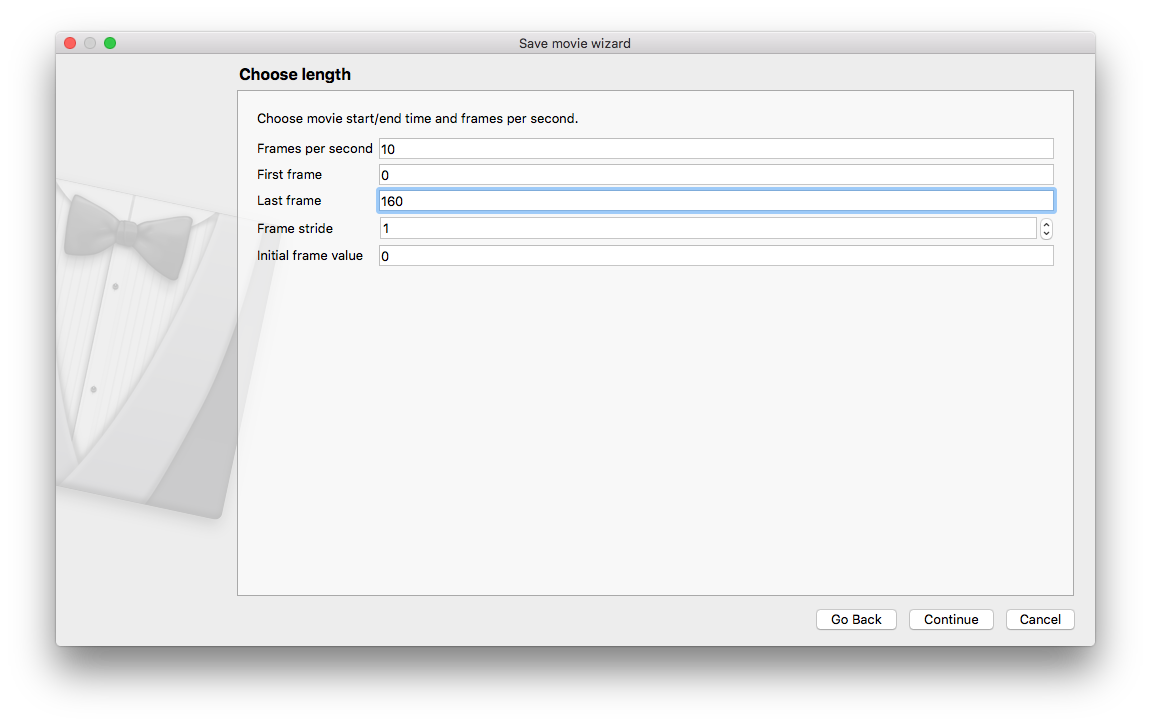 Save movie wizard
Choose length
Choose movie start/end time and frames per second.
Frames per second 10
First frame 0
Last frame 160
Frame stride 1
Initial frame value 0
Go Back Continue Cancel